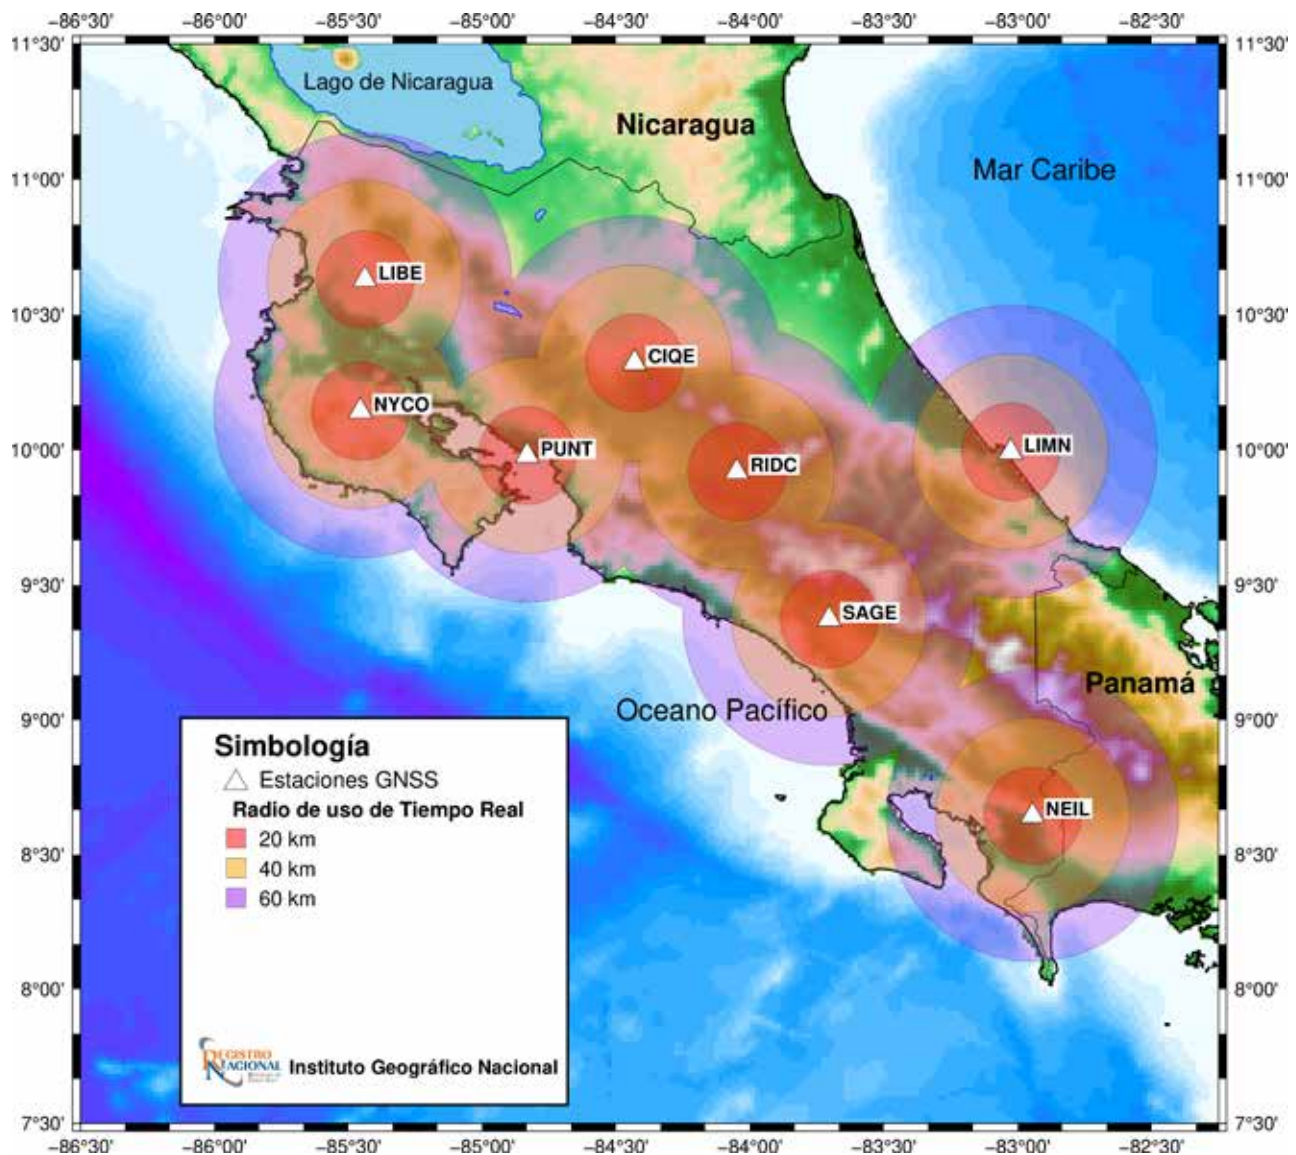 −86°30' −86°00' −85°30' −85°00' −84°30' −84°00' −83°30' −83°00' −82°30'
11°30' 11°30'
Lago de Nicaragua
Nicaragua
Mar Caribe
11°00' 11°00'
LIBE
10°30' 10°30'
CIQE
NYCO
PUNT
RIDC
LIMN
10°00' 10°00'
9°30' 9°30'
SAGE
Panamá
Oceano Pacífico
9°00' 9°00'
Simbología
Estaciones GNSS
Radio de uso de Tiempo Real
20 km
40 km
60 km
NEIL
8°30' 8°30'
8°00' 8°00'
REGISTRO
NACIONAL
Instituto Geográfico Nacional
7°30' 7°30'
−86°30' −86°00' −85°30' −85°00' −84°30' −84°00' −83°30' −83°00' −82°30'